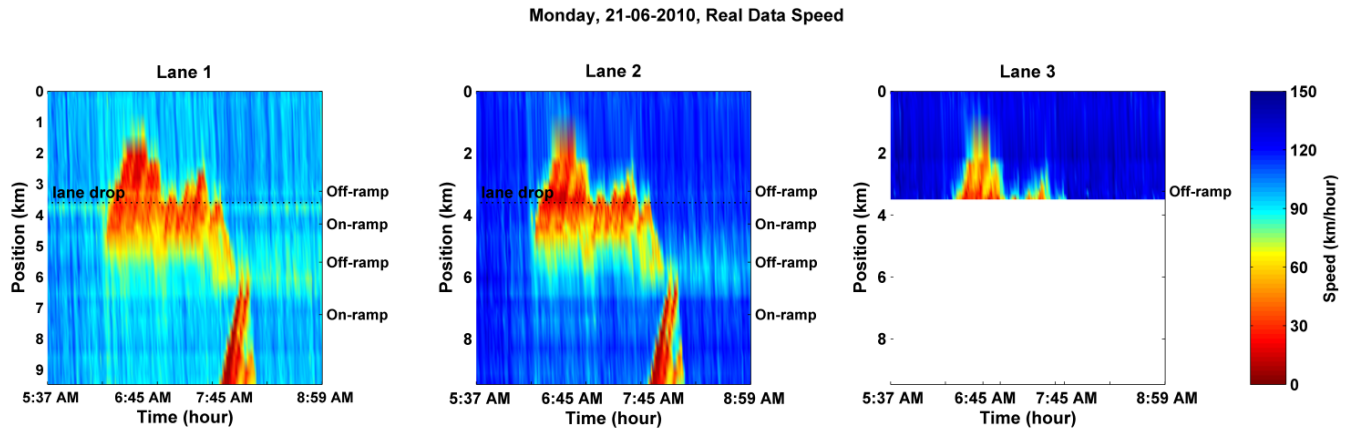 Monday, 21-06-2010, Real Data Speed
Lane 1
0
1
2
3
4
5
6
7
8
9
Position (km)
lane drop
Off-ramp
On-ramp
Off-ramp
On-ramp
5:37 AM 6:45 AM 7:45 AM 8:59 AM
Time (hour)
Lane 2
0
2
4
6
8
Position (km)
lane drop
Off-ramp
On-ramp
Off-ramp
On-ramp
5:37 AM 6:45 AM 7:45 AM 8:59 AM
Time (hour)
Lane 3
0
2
4
6
8
Position (km)
Off-ramp
5:37 AM 6:45 AM 7:45 AM 8:59 AM
Time (hour)
150
120
90
60
30
0
Speed (km/hour)